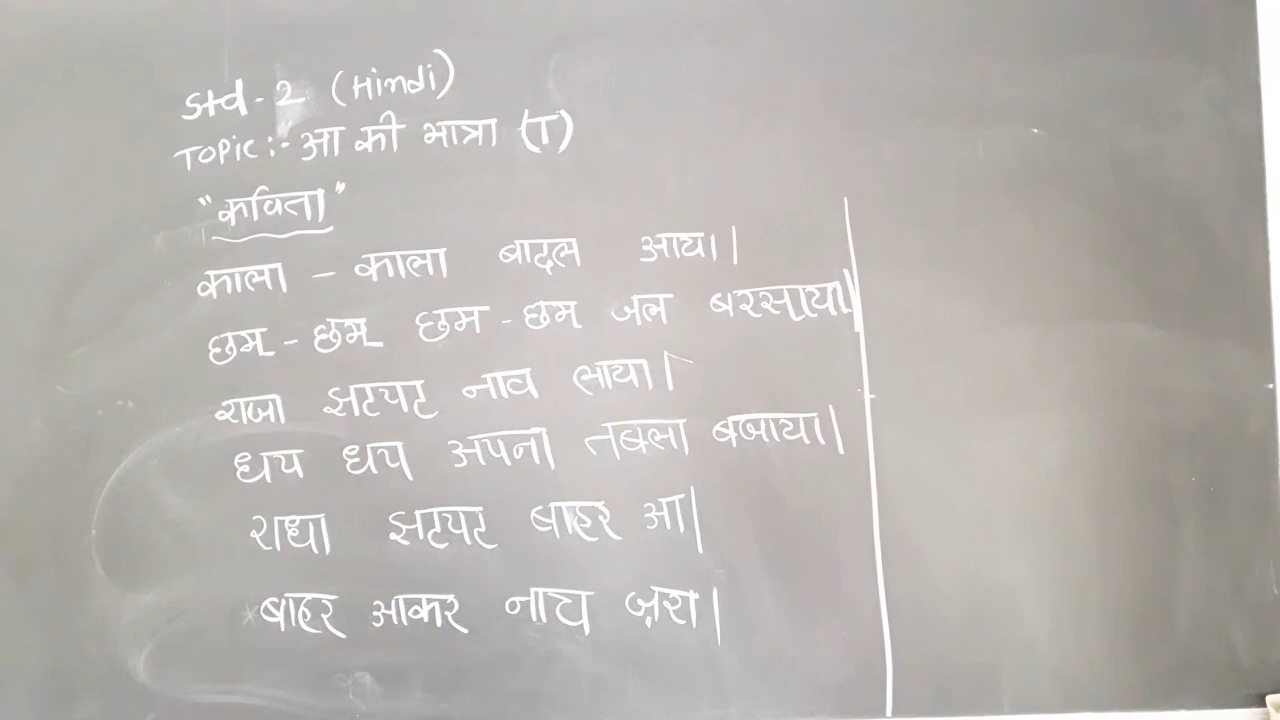 Std - 2 (Hindi)
TOPIC :- आ की मात्रा (ा)
"कविता"
काला - काला बादल आया।
छम - छम छम - छम जल बरसाया।
राजा झटपट नाव लाया।
धप धप अपना तबला बजाया।
राधा झटपट बाहर आ।
*बाहर आकर नाच ज़रा।